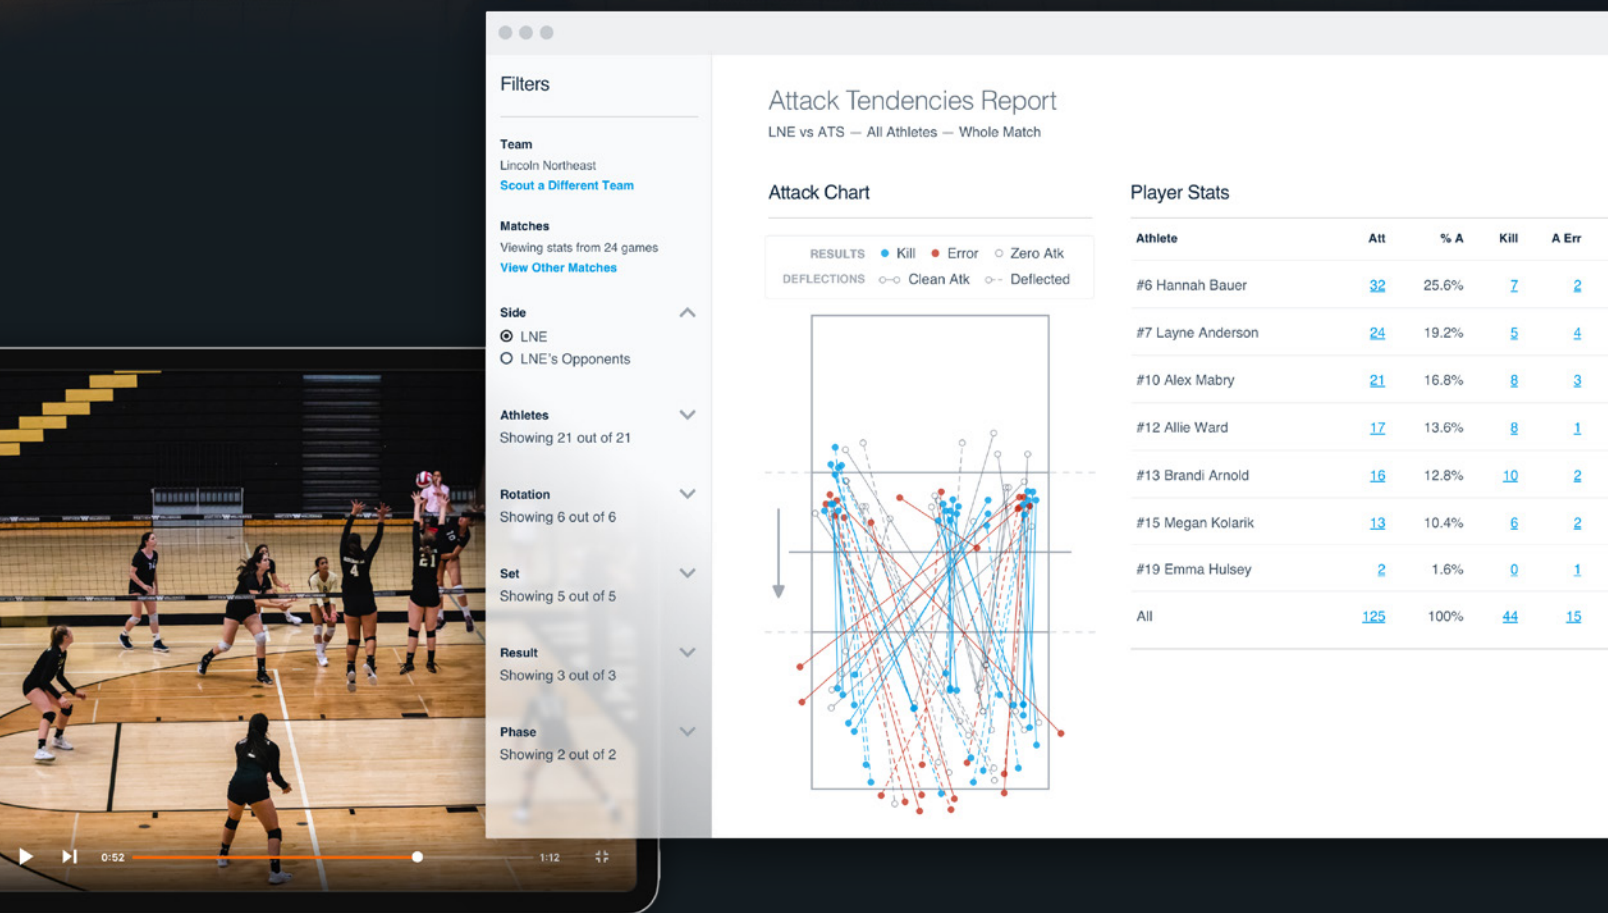 Filters
Team
Lincoln Northeast
Scout a Different Team
Matches
Viewing stats from 24 games
View Other Matches
Side
LNE
LNE's Opponents
Athletes
Showing 21 out of 21
Rotation
Showing 6 out of 6
Set
Showing 5 out of 5
Result
Showing 3 out of 3
Phase
Showing 2 out of 2
Attack Tendencies Report
LNE vs ATS — All Athletes — Whole Match
Attack Chart
RESULTS Kill Error Zero Atk
DEFLECTIONS Clean Atk Deflected
Player Stats
Athlete Att % A Kill A Err
#6 Hannah Bauer 32 25.6% 7 2
#7 Layne Anderson 24 19.2% 5 4
#10 Alex Mabry 21 16.8% 8 3
#12 Allie Ward 17 13.6% 8 1
#13 Brandi Arnold 16 12.8% 10 2
#15 Megan Kolarik 13 10.4% 6 2
#19 Emma Hulsey 2 1.6% 0 1
All 125 100% 44 15
4
21
0:52
1:12